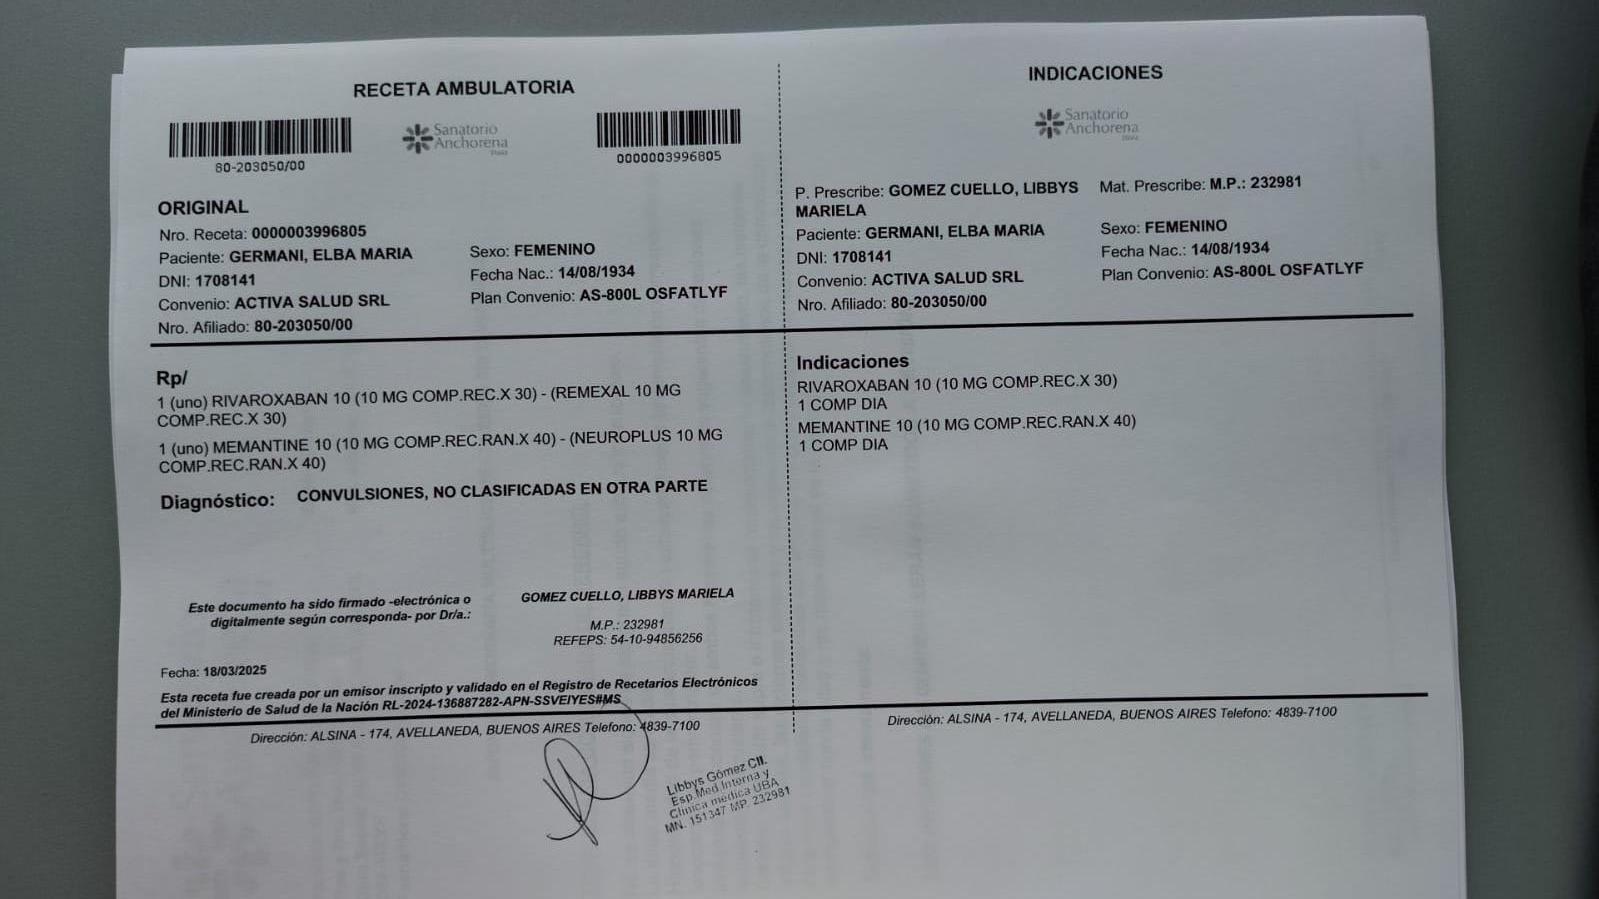 RECETA AMBULATORIA
80-203050/00
Sanatorio
Anchorena
0000003996805
ORIGINAL
Nro. Receta: 0000003996805
Paciente: GERMANI, ELBA MARIA
DNI: 1708141
Convenio: ACTIVA SALUD SRL
Nro. Afiliado: 80-203050/00
Sexo: FEMENINO
Fecha Nac.: 14/08/1934
Plan Convenio: AS-800L OSFATLYF
Rp/
1 (uno) RIVAROXABAN 10 (10 MG COMP.REC.X 30) - (REMEXAL 10 MG
COMP.REC.X 30)
1 (uno) MEMANTINE 10 (10 MG COMP.REC.RAN.X 40) - (NEUROPLUS 10 MG
COMP.REC.RAN.X 40)
Diagnóstico: CONVULSIONES, NO CLASIFICADAS EN OTRA PARTE
Este documento ha sido firmado -electrónica o
digitalmente según corresponda- por Dr/a.:
GOMEZ CUELLO, LIBBYS MARIELA
M.P.: 232981
REFEPS: 54-10-94856256
Fecha: 18/03/2025
Esta receta fue creada por un emisor inscripto y validado en el Registro de Recetarios Electrónicos
del Ministerio de Salud de la Nación RL-2024-136887282-APN-SSVEIYES#MS
Dirección: ALSINA - 174, AVELLANEDA, BUENOS AIRES Telefono: 4839-7100
Libbys Gómez Cll.
Esp. Med. Interna y
Clínica médica UBA
MN. 151347 MP. 232981
INDICACIONES
Sanatorio
Anchorena
P. Prescribe: GOMEZ CUELLO, LIBBYS
MARIELA
Mat. Prescribe: M.P.: 232981
Paciente: GERMANI, ELBA MARIA
DNI: 1708141
Convenio: ACTIVA SALUD SRL
Nro. Afiliado: 80-203050/00
Sexo: FEMENINO
Fecha Nac.: 14/08/1934
Plan Convenio: AS-800L OSFATLYF
Indicaciones
RIVAROXABAN 10 (10 MG COMP.REC.X 30)
1 COMP DIA
MEMANTINE 10 (10 MG COMP.REC.RAN.X 40)
1 COMP DIA
Dirección: ALSINA - 174, AVELLANEDA, BUENOS AIRES Telefono: 4839-7100